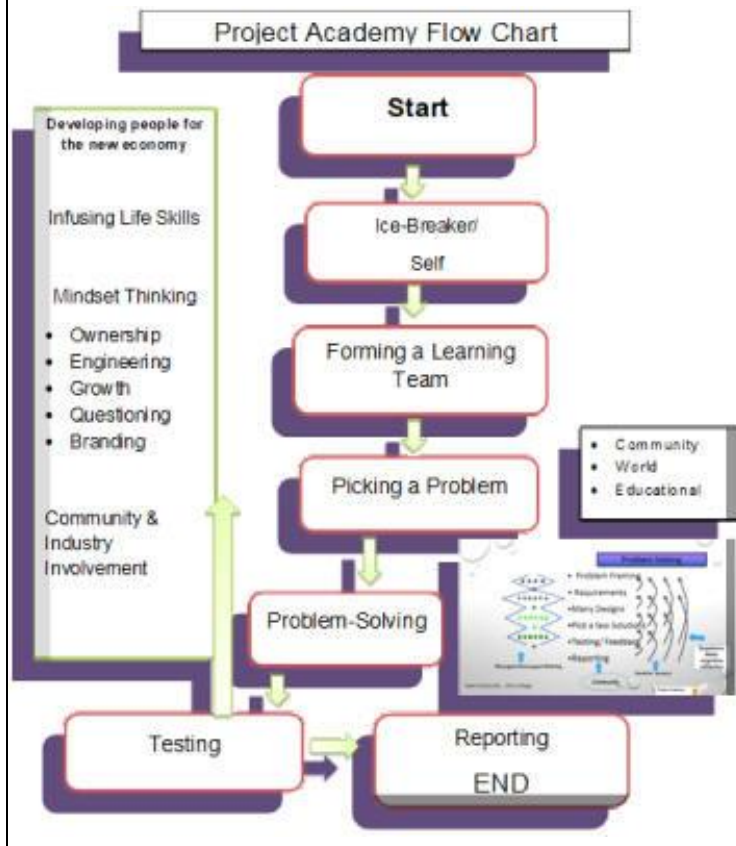 Project Academy Flow Chart
Start
Developing people for
the new economy
Infusing Life Skills
Mindset Thinking
• Ownership
• Engineering
• Growth
• Questioning
• Branding
Community &
Industry
Involvement
Ice-Breaker/
Self
Forming a Learning
Team
Picking a Problem
• Community
• World
• Educational
Problem-Solving
Problem Solving
• Problem Framing
• Requirements
• Many Designs
• Pick a few Solutions
• Testing/ Feedback
• Reporting
Testing
Reporting
END